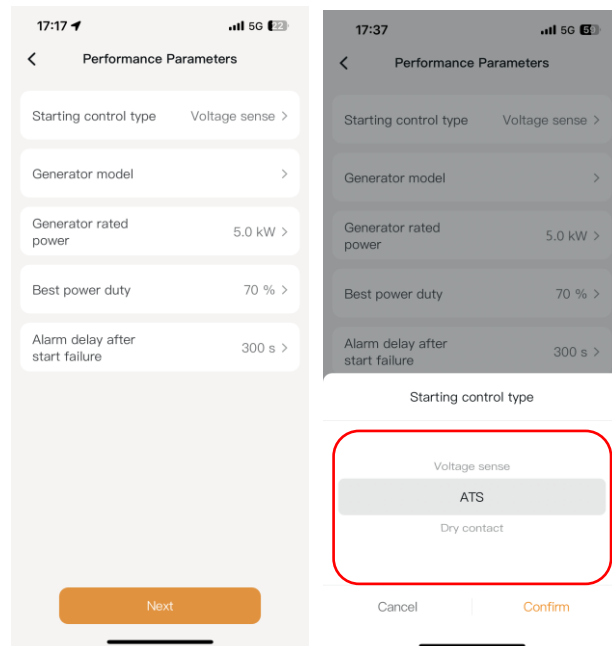 17:17
5G 22
Performance Parameters
Starting control type Voltage sense
Generator model
Generator rated
power
5.0 kW
Best power duty 70 %
Alarm delay after
start failure
300 s
Next
17:37
5G
Performance Parameters
Starting control type Voltage sense
Generator model
Generator rated
power
5.0 kW
Best power duty 70 %
Alarm delay after
start failure
300 s
Starting control type
Voltage sense
ATS
Dry contact
Cancel Confirm